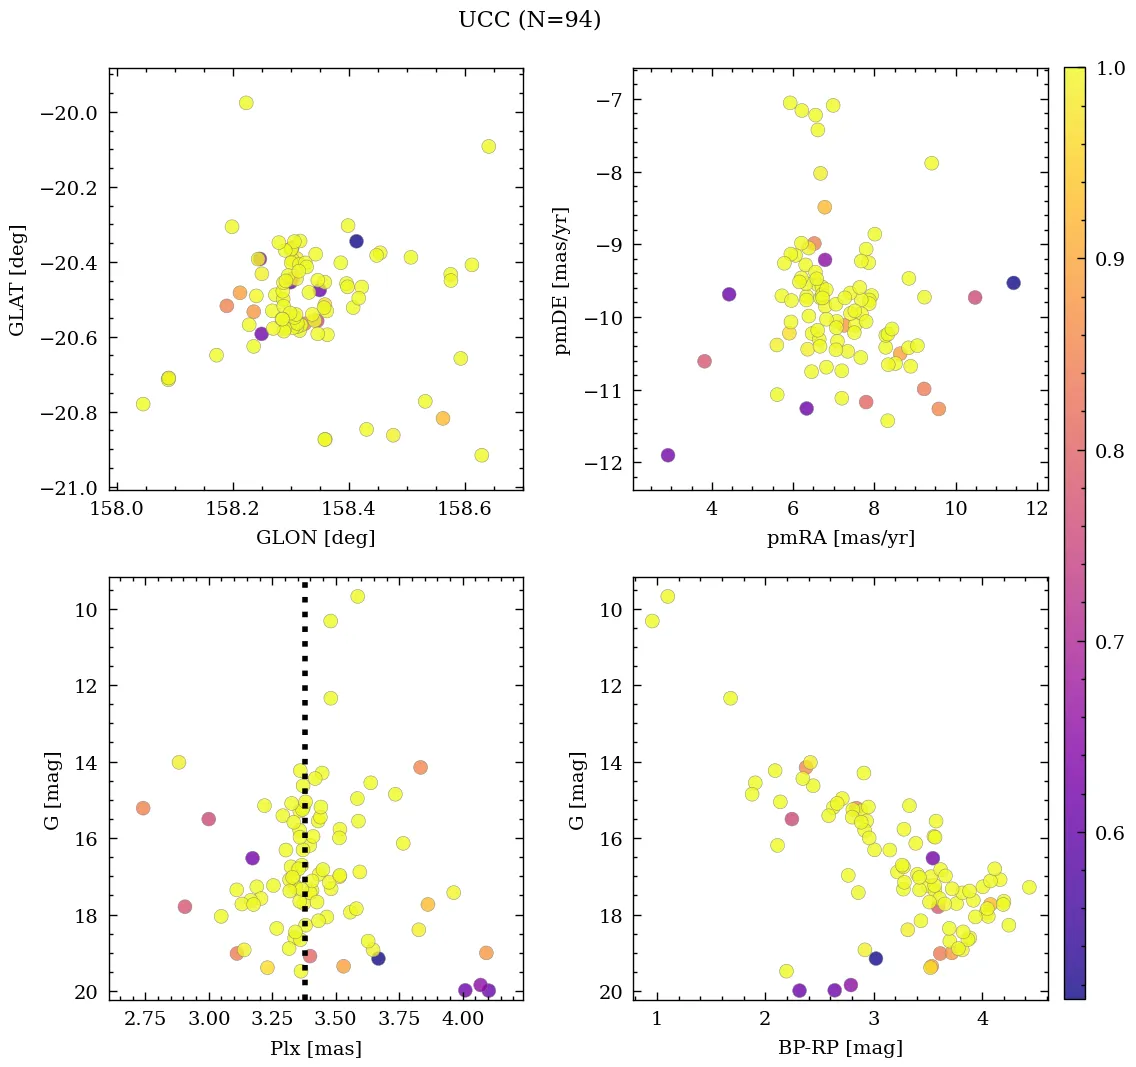 UCC (N=94)
−20.0
−20.2
−20.4
−20.6
−20.8
−21.0
GLAT [deg]
158.0 158.2 158.4 158.6
GLON [deg]
−7
−8
−9
−10
−11
−12
pmDE [mas/yr]
4 6 8 10 12
pmRA [mas/yr]
10
12
14
16
18
20
G [mag]
2.75 3.00 3.25 3.50 3.75 4.00
Plx [mas]
10
12
14
16
18
20
G [mag]
1 2 3 4
BP-RP [mag]
1.0
0.9
0.8
0.7
0.6